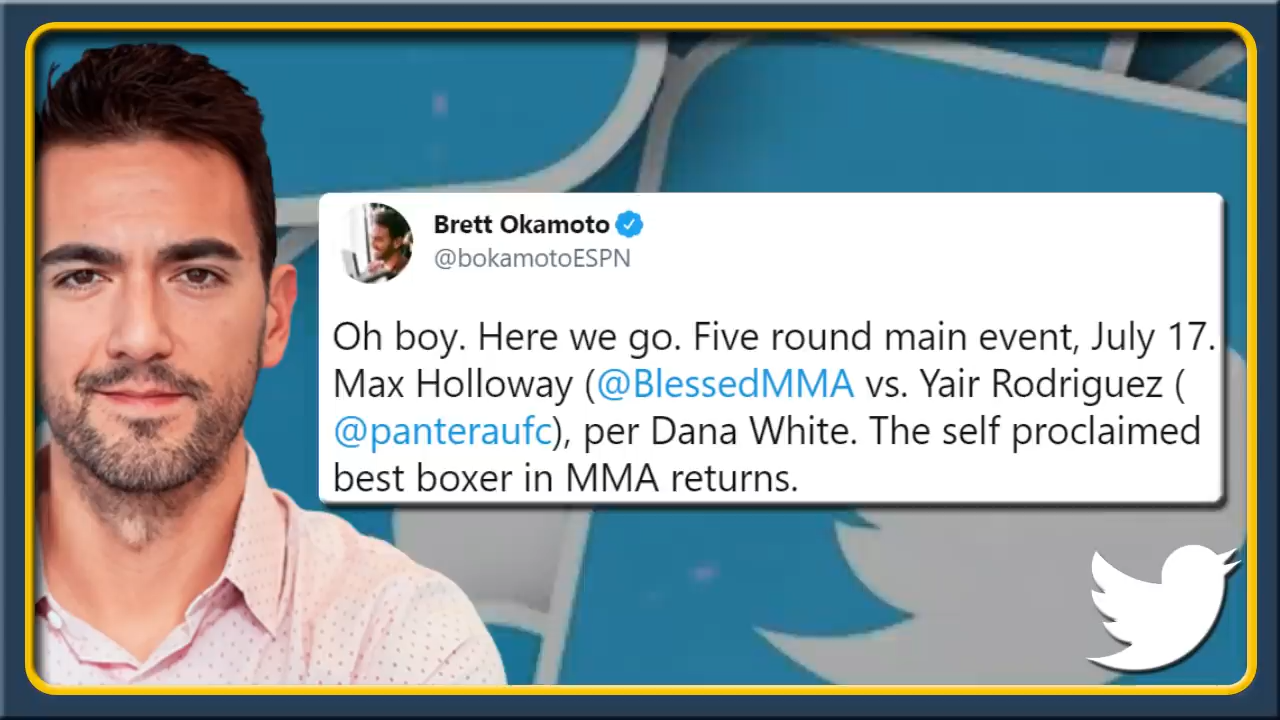 Brett Okamoto
@bokamotoESPN
Oh boy. Here we go. Five round main event, July 17.
Max Holloway (@BlessedMMA vs. Yair Rodriguez (
@panteraufc), per Dana White. The self proclaimed
best boxer in MMA returns.